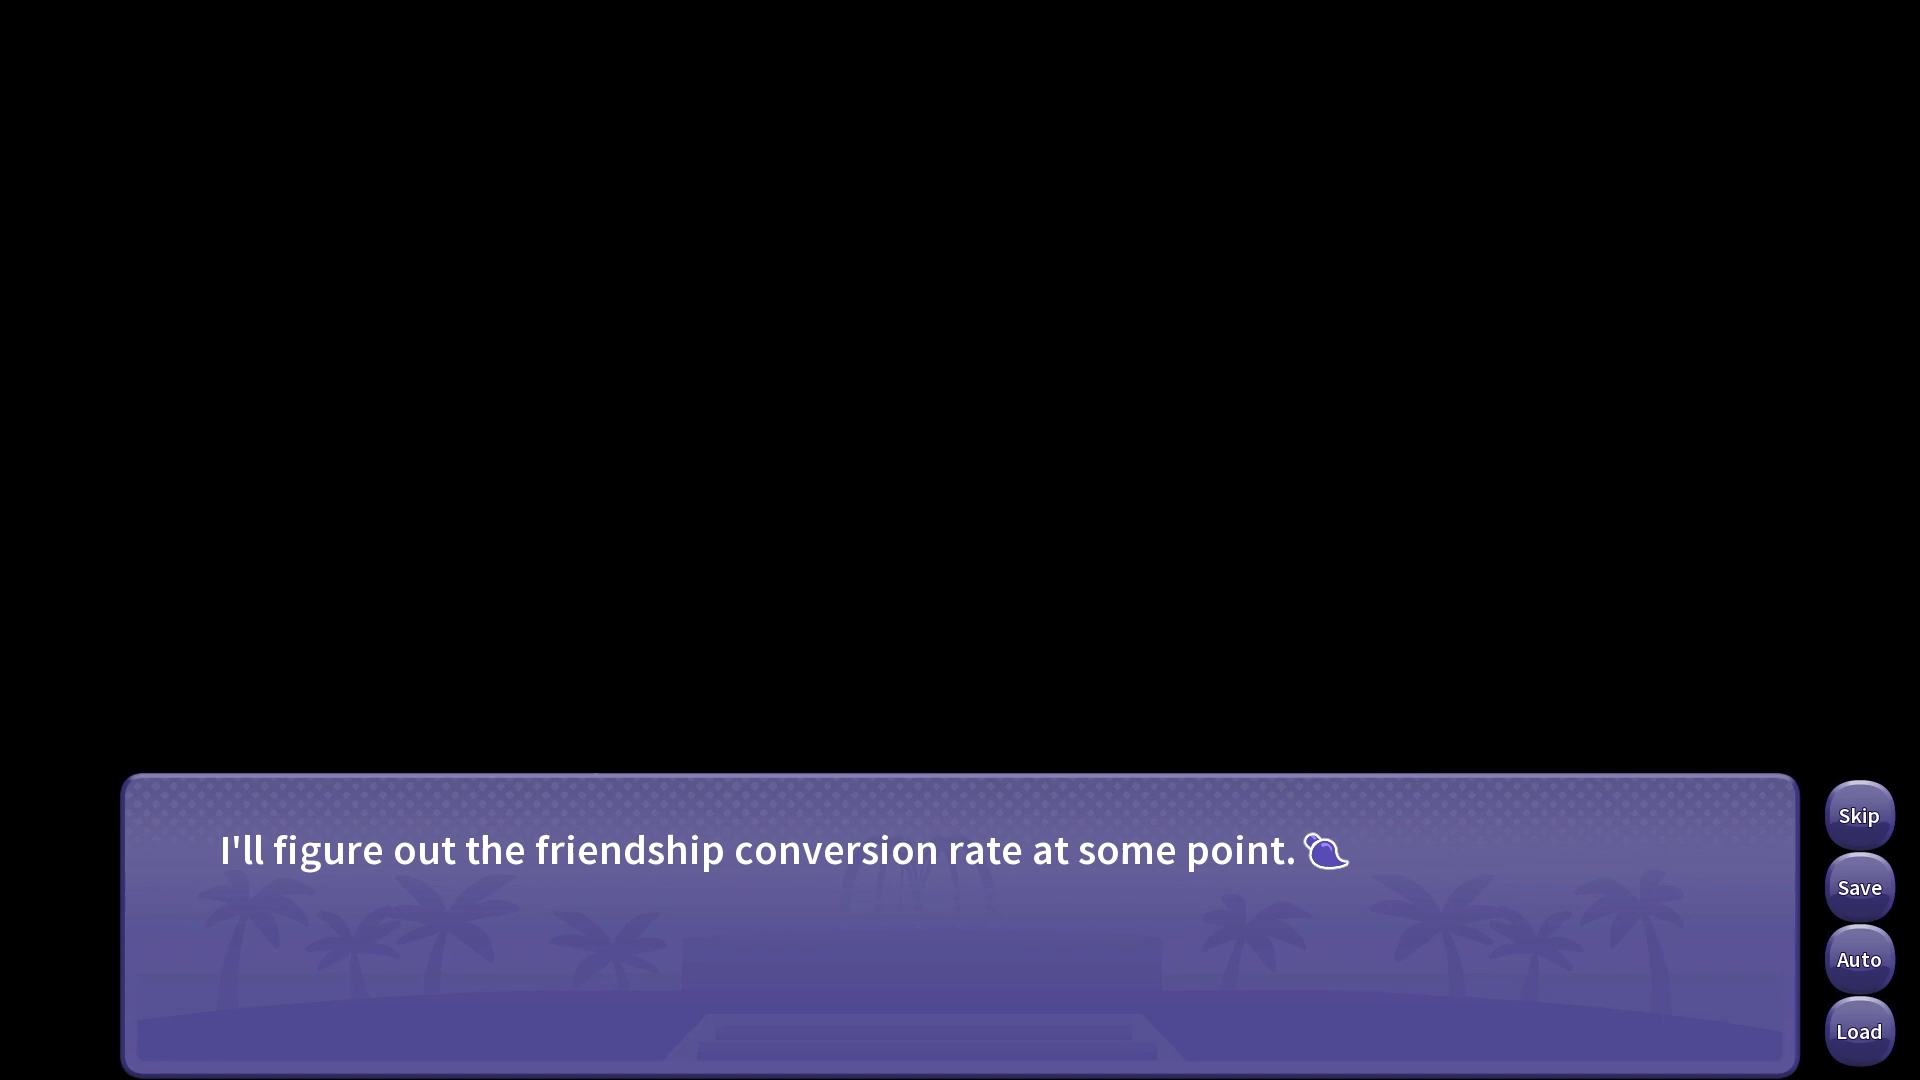 I'll figure out the friendship conversion rate at some point.
Skip
Save
Auto
Load